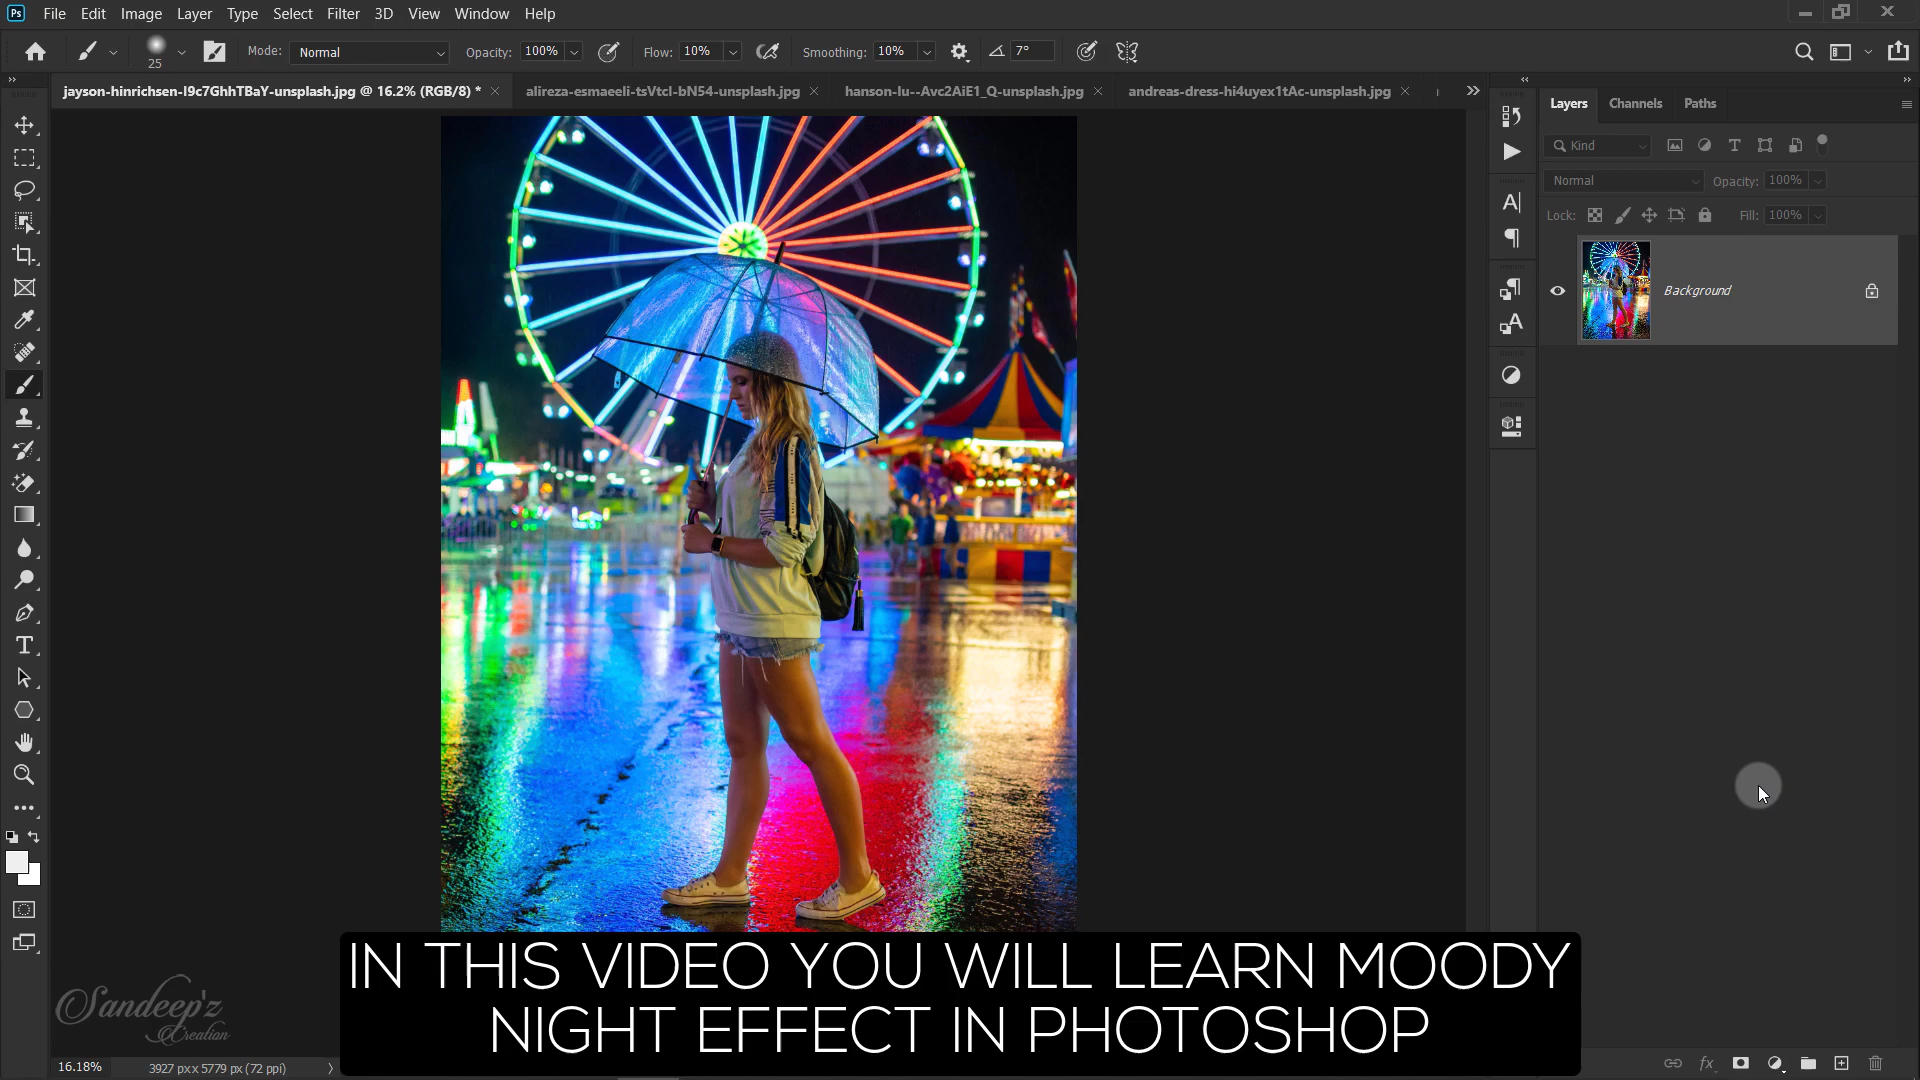 Ps File Edit Image Layer Type Select Filter 3D View Window Help
25 Mode: Normal Opacity: 100% Flow: 10% Smoothing: 10% 7°
jayson-hinrichsen-I9c7GhhTBaY-unsplash.jpg @ 16.2% (RGB/8) * alireza-esmaeeli-tsVtcl-bN54-unsplash.jpg hanson-lu--Avc2AiE1_Q-unsplash.jpg andreas-dress-hi4uyex1tAc-unsplash.jpg
Layers Channels Paths
Kind
Normal Opacity: 100%
Lock: Fill: 100%
Background
Sandeep'z
Creation
IN THIS VIDEO YOU WILL LEARN MOODY
NIGHT EFFECT IN PHOTOSHOP
16.18% 3927 px x 5779 px (72 ppi)
fx